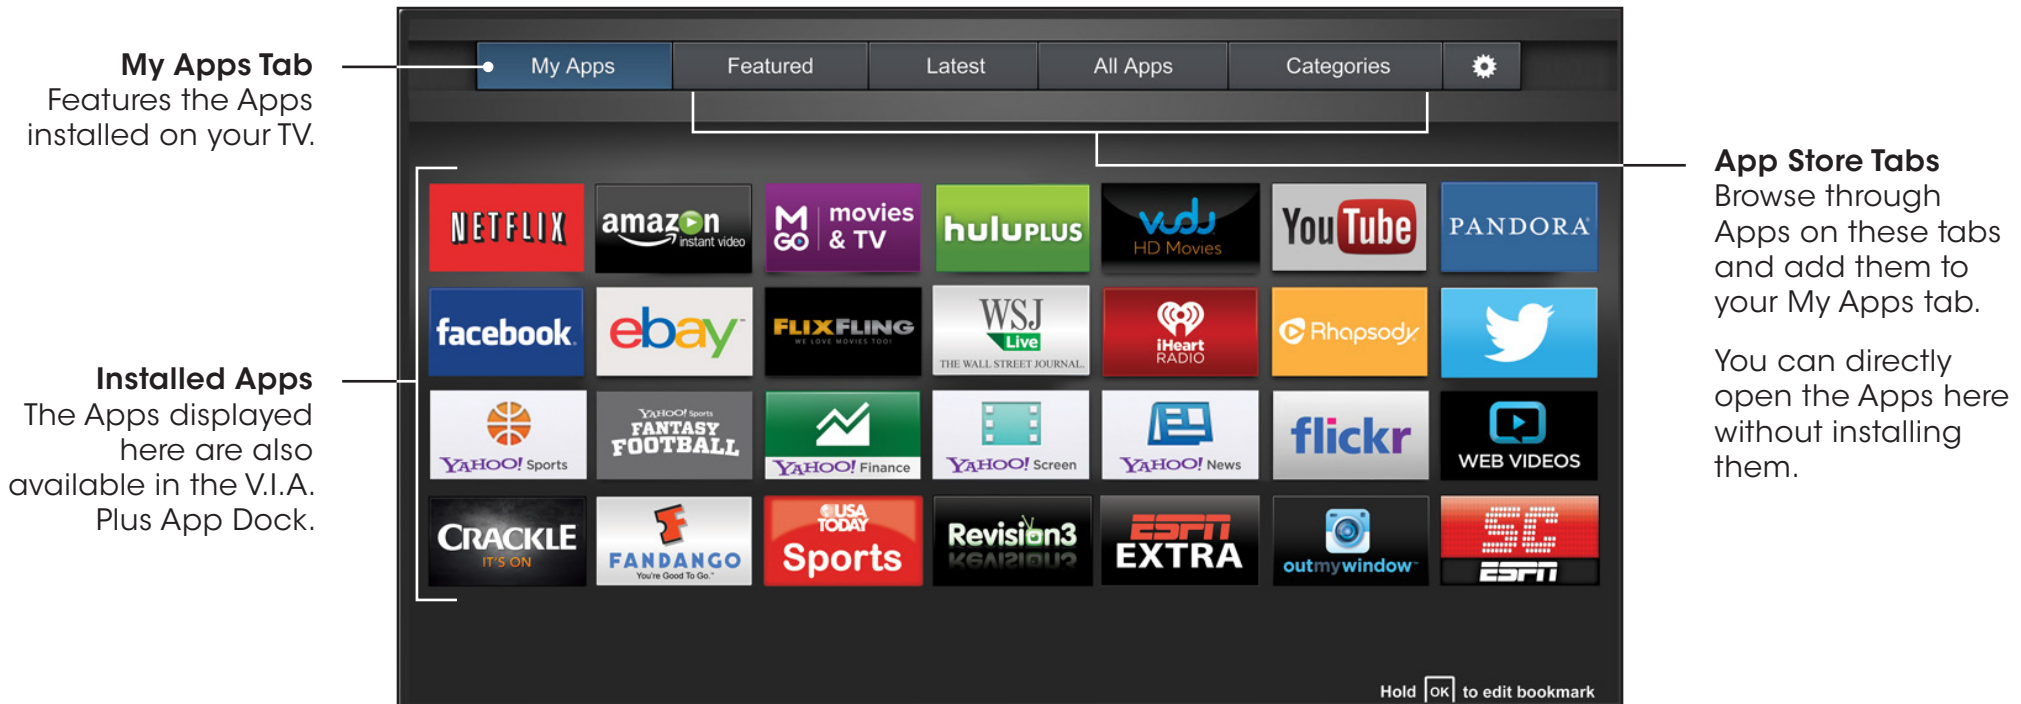 My Apps Tab
Features the Apps
installed on your TV.
Installed Apps
The Apps displayed
here are also
available in the V.I.A.
Plus App Dock.
My Apps
Featured
Latest
All Apps
Categories
NETFLIX
amazon
instant video
M
GO
movies
& TV
huluPLUS
vudu
HD Movies
YouTube
PANDORA
facebook
ebay
FLIXFLING
WE LOVE MOVIES TOO!
WSJ
Live
THE WALL STREET JOURNAL.
iHeart
RADIO
Rhapsody
YAHOO! Sports
YAHOO! Sports
FANTASY
FOOTBALL
YAHOO! Finance
YAHOO! Screen
YAHOO! News
flickr
WEB VIDEOS
CRACKLE
IT'S ON
FANDANGO
You're Good To Go.™
USA
TODAY
Sports
Revision3
ESPN
EXTRA
outmywindow
SC
ESPN
Hold OK to edit bookmark
App Store Tabs
Browse through
Apps on these tabs
and add them to
your My Apps tab.
You can directly
open the Apps here
without installing
them.